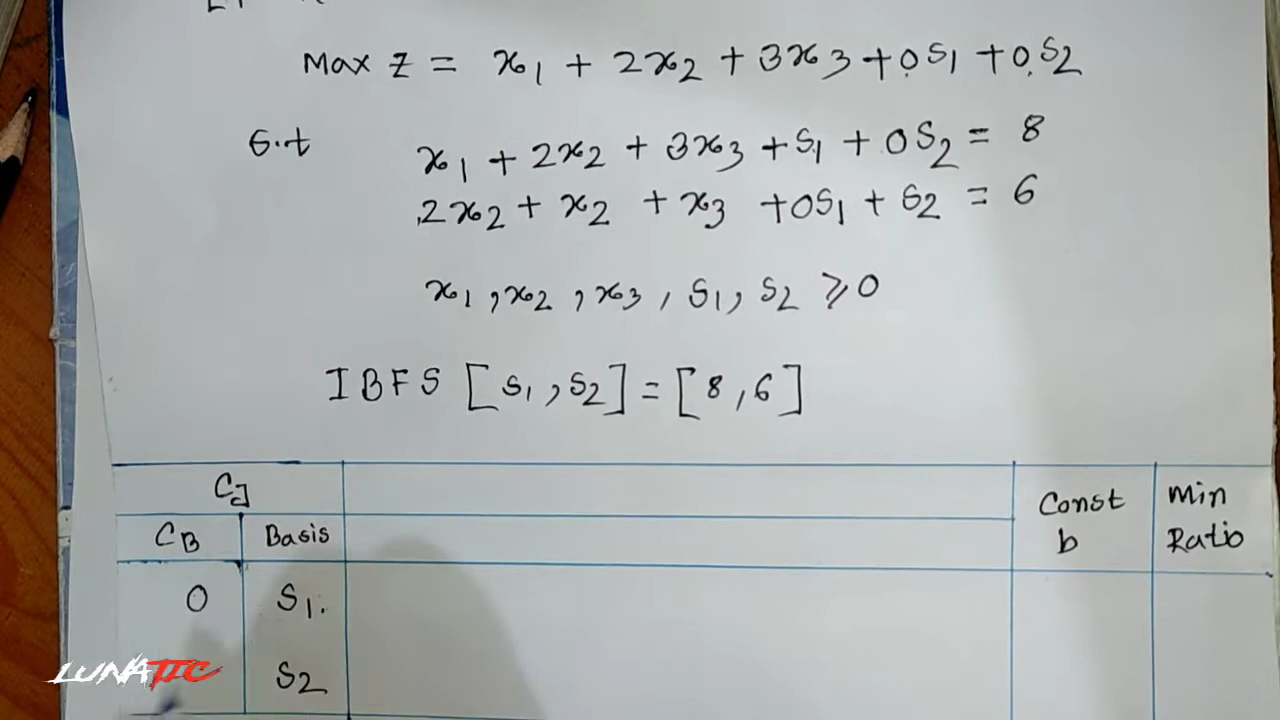 Max Z = x1 + 2x2 + 3x3 + 0.S1 + 0.S2
S.t
x1 + 2x2 + 3x3 + S1 + 0S2 = 8
2x2 + x2 + x3 + 0S1 + S2 = 6
x1, x2, x3, S1, S2 ⩾ 0
IBFS [S1, S2] = [8, 6]
CJ
Const b
Min Ratio
CB Basis
0 S1.
S2
LUNATIC